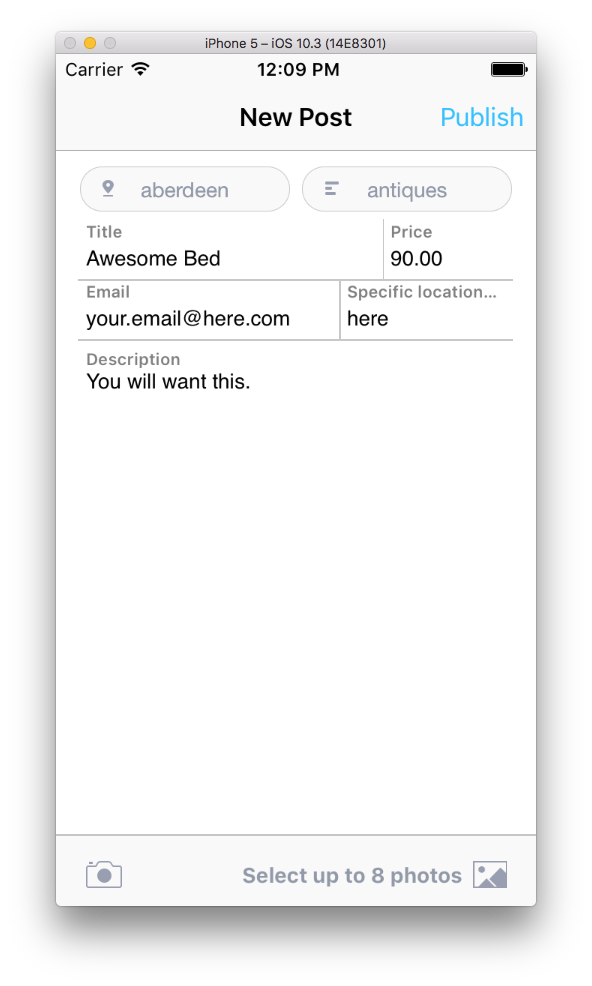 iPhone 5 – iOS 10.3 (14E8301)
Carrier 12:09 PM
New Post Publish
aberdeen antiques
Title Price
Awesome Bed 90.00
Email Specific location...
your.email@here.com here
Description
You will want this.
Select up to 8 photos